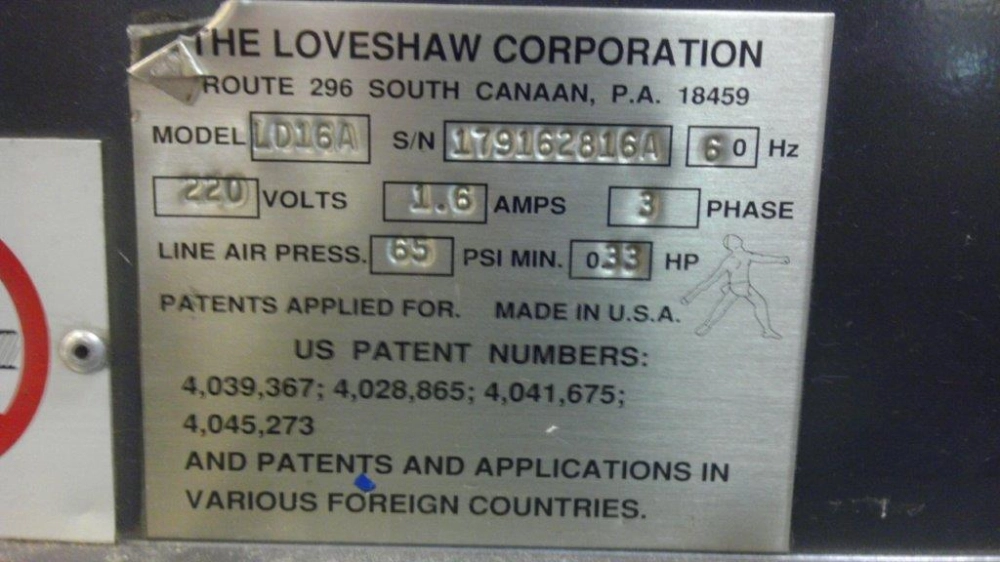 THE LOVESHAW CORPORATION
ROUTE 296 SOUTH CANAAN, P.A. 18459
MODEL LD16A S/N 179162816A 60 Hz
220 VOLTS 1.6 AMPS 3 PHASE
LINE AIR PRESS. 65 PSI MIN. 0.33 HP
PATENTS APPLIED FOR. MADE IN U.S.A.
US PATENT NUMBERS:
4,039,367; 4,028,865; 4,041,675;
4,045,273
AND PATENTS AND APPLICATIONS IN
VARIOUS FOREIGN COUNTRIES.